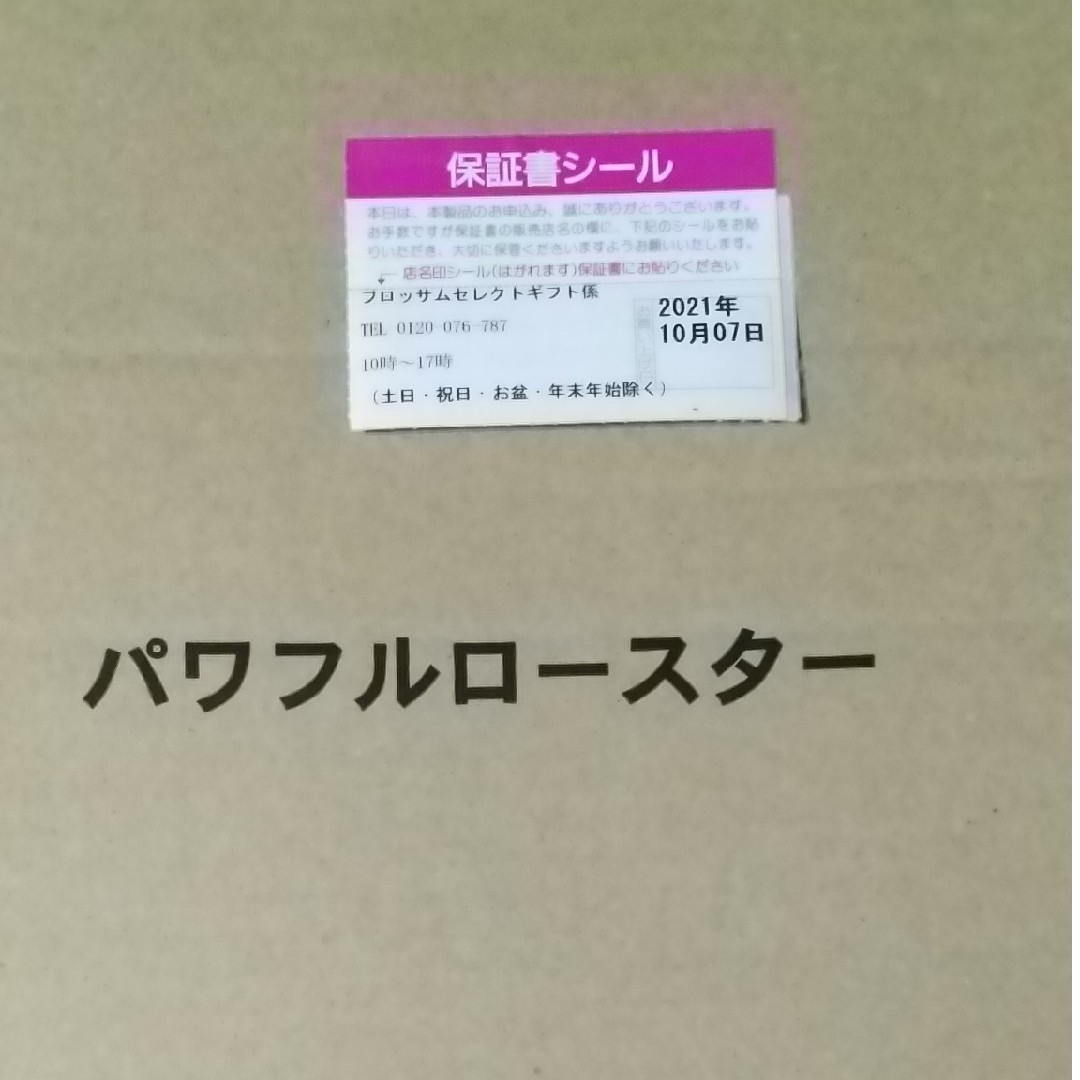 保証書シール
本日は、本製品のお申込み、誠にありがとうございます。
お手数ですが保証書の販売店名の欄に、下記のシールをお貼
りいただき、大切に保管くださいますようお願いいたします。
店名印シール(はがれます)保証書にお貼りください
ブロッサムセレクトギフト係
2021年
TEL 0120-076-787
10月07日
10時～17時
(土日・祝日・お盆・年末年始除く)
パワフルロースター